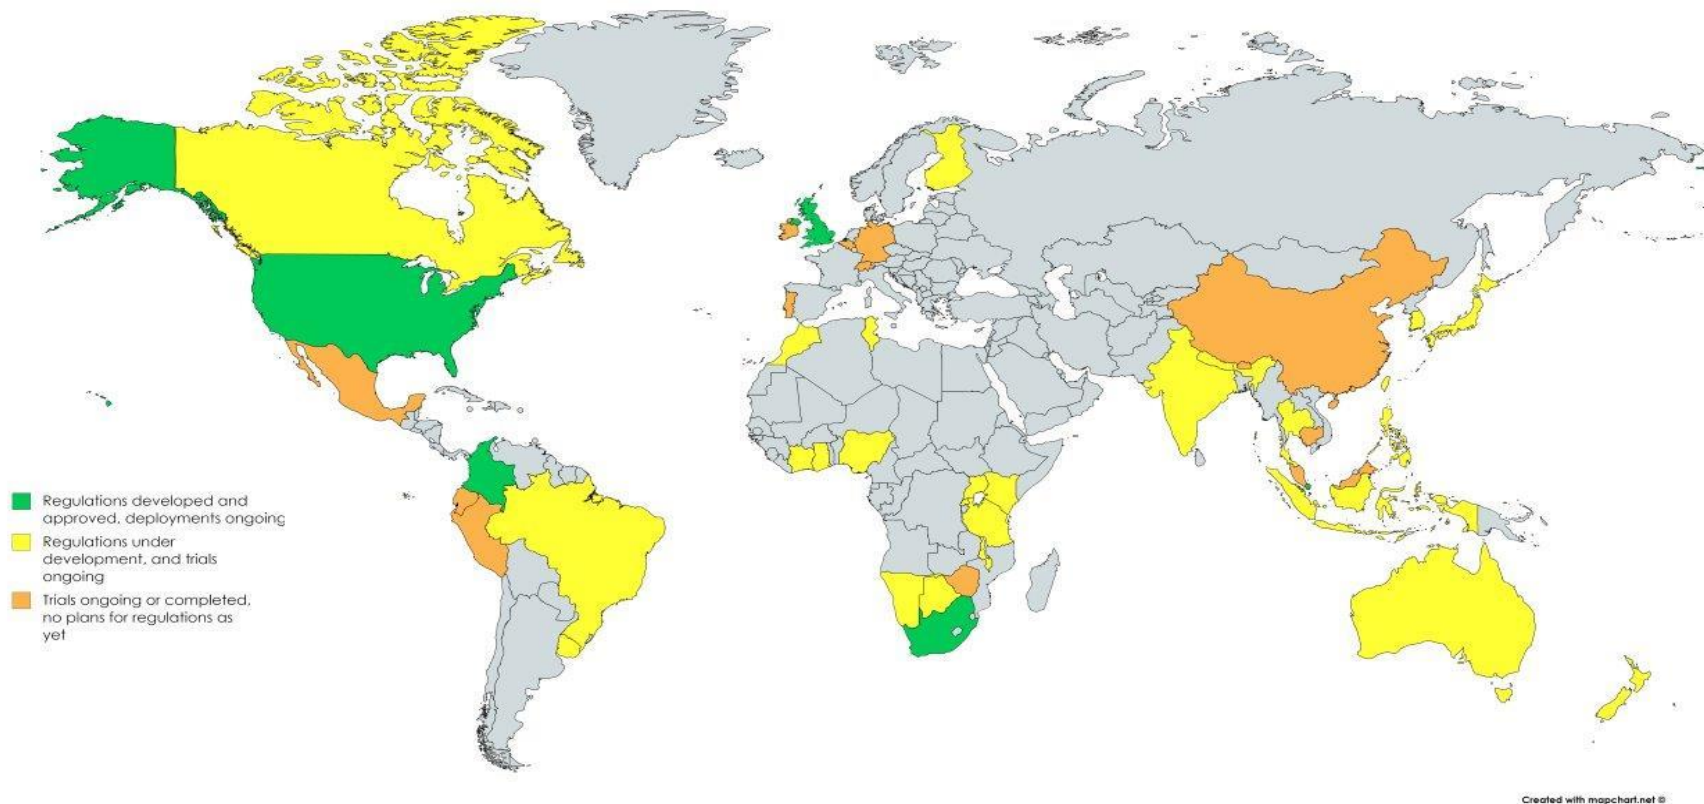 Regulations developed and
approved, deployments ongoing
Regulations under
development, and trials
ongoing
Trials ongoing or completed,
no plans for regulations as
yet
Created with mapchart.net ©